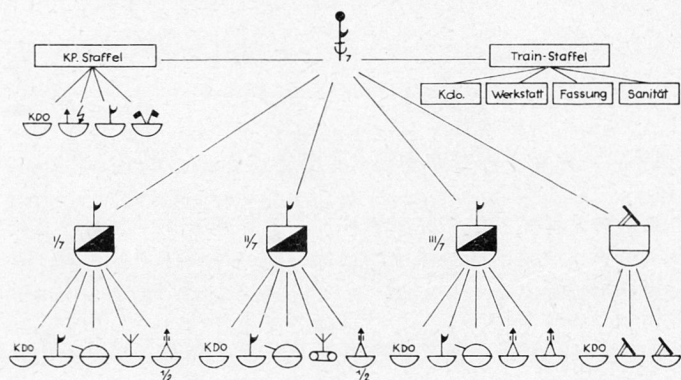 7
KP. Staffel
Train-Staffel
Kdo. Werkstatt Fassung Sanität
KDO
I/7 II/7 III/7
KDO KDO KDO KDO
1/2 1/2